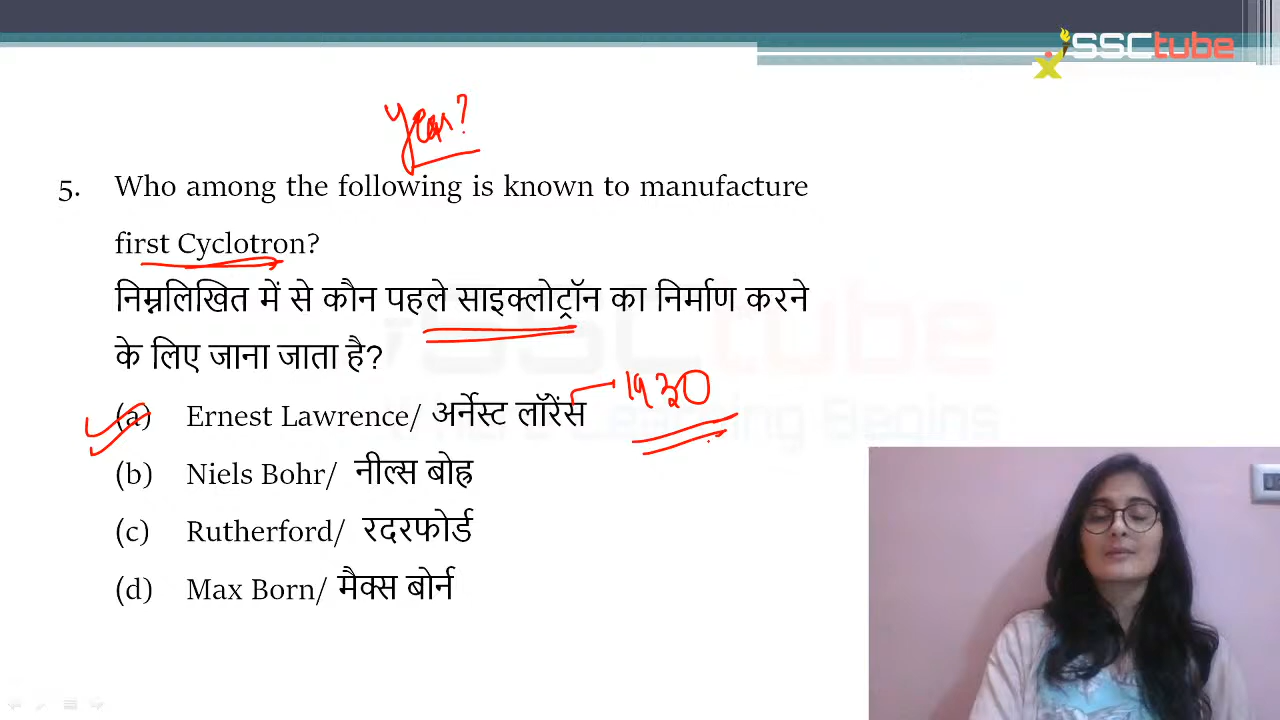 SSCtube
Year?
5. Who among the following is known to manufacture
first Cyclotron?
निम्नलिखित में से कौन पहले साइक्लोट्रॉन का निर्माण करने
के लिए जाना जाता है?
(a) Ernest Lawrence/ अर्नेस्ट लॉरेंस 1930
(b) Niels Bohr/ नील्स बोह्र
(c) Rutherford/ रदरफोर्ड
(d) Max Born/ मैक्स बोर्न